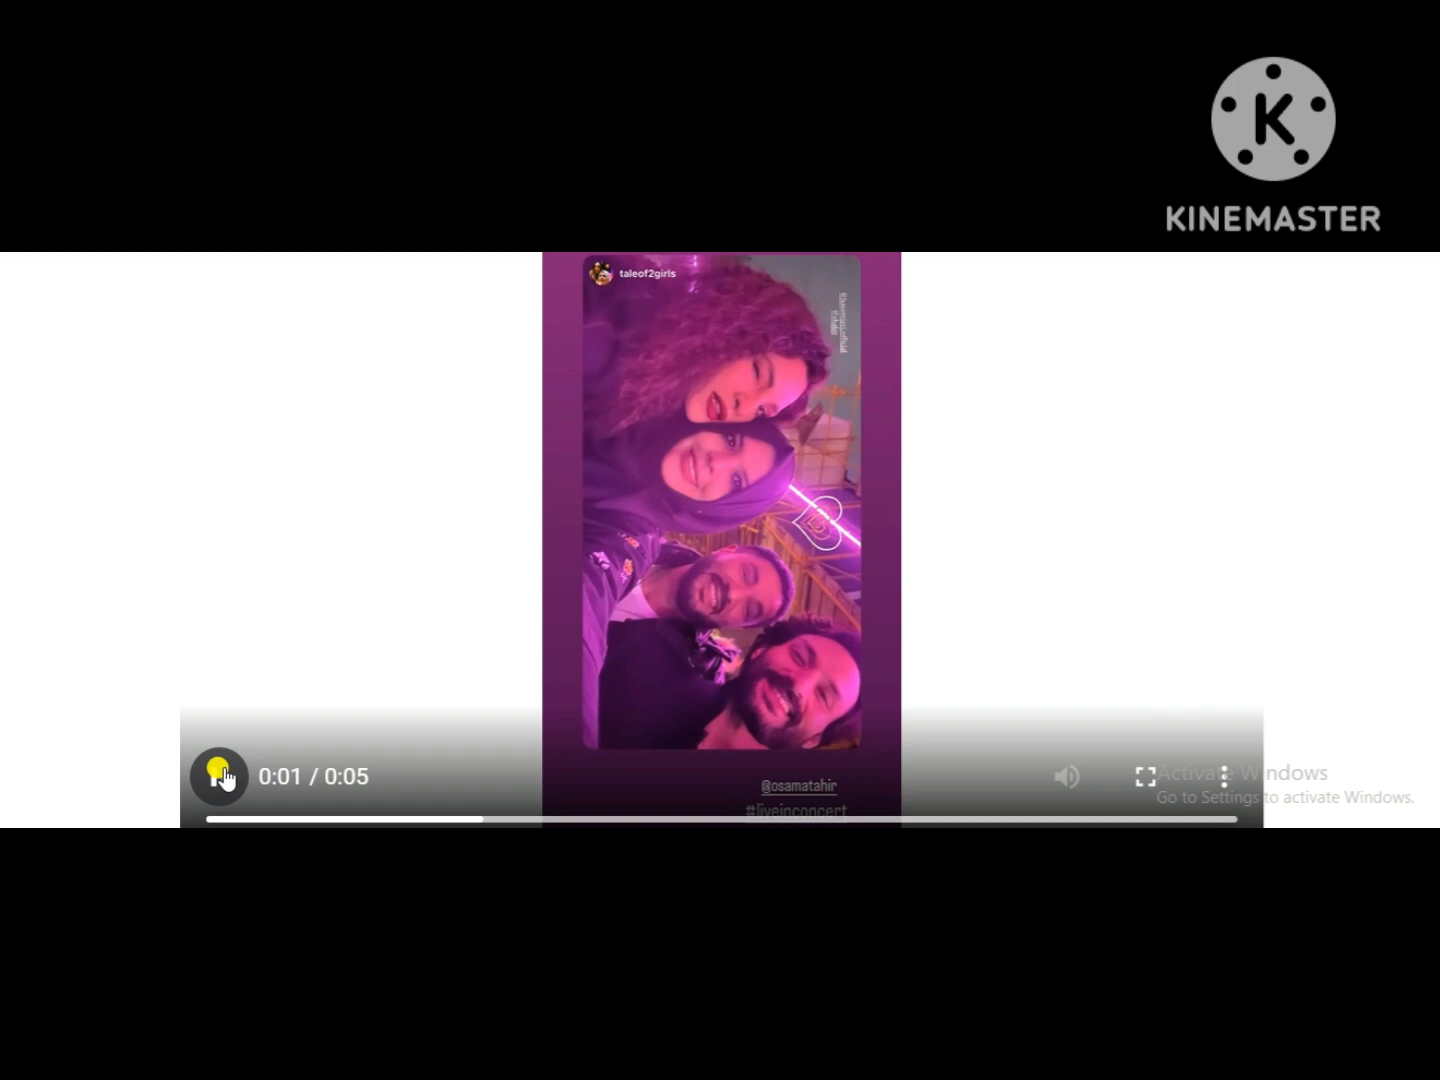 K
KINEMASTER
taleof2girls
0:01 / 0:05
@osamatahir
#liveinconcert
Activate Windows
Go to Settings to activate Windows.